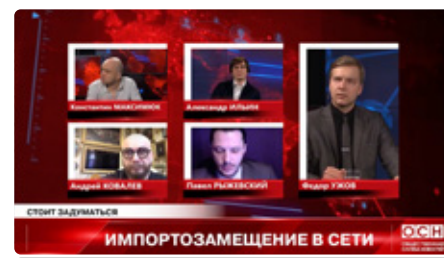 Константин МАКСИМЮК
Александр ИЛЬИН
Андрей КОВАЛЕВ
Павел РЫЖЕВСКИЙ
Федор УЖОВ
СТОИТ ЗАДУМАТЬСЯ
ИМПОРТОЗАМЕЩЕНИЕ В СЕТИ
ОСН